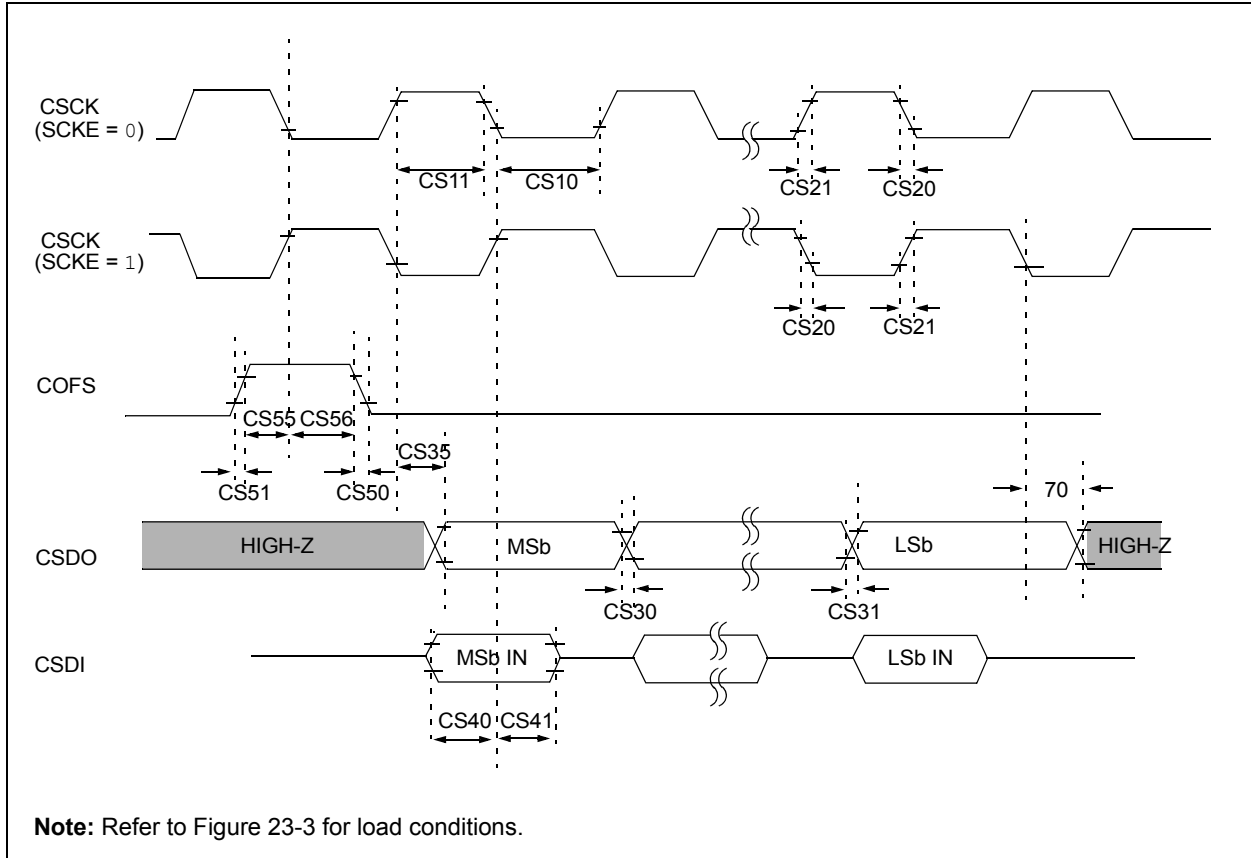 CSCK
(SCKE = 0)
CS11
CS10
CS21
CS20
CSCK
(SCKE = 1)
CS20
CS21
COFS
CS55
CS56
CS35
CS51
CS50
70
CSDO
HIGH-Z
MSb
LSb
HIGH-Z
CS30
CS31
CSDI
MSb IN
LSb IN
CS40
CS41
Note: Refer to Figure 23-3 for load conditions.